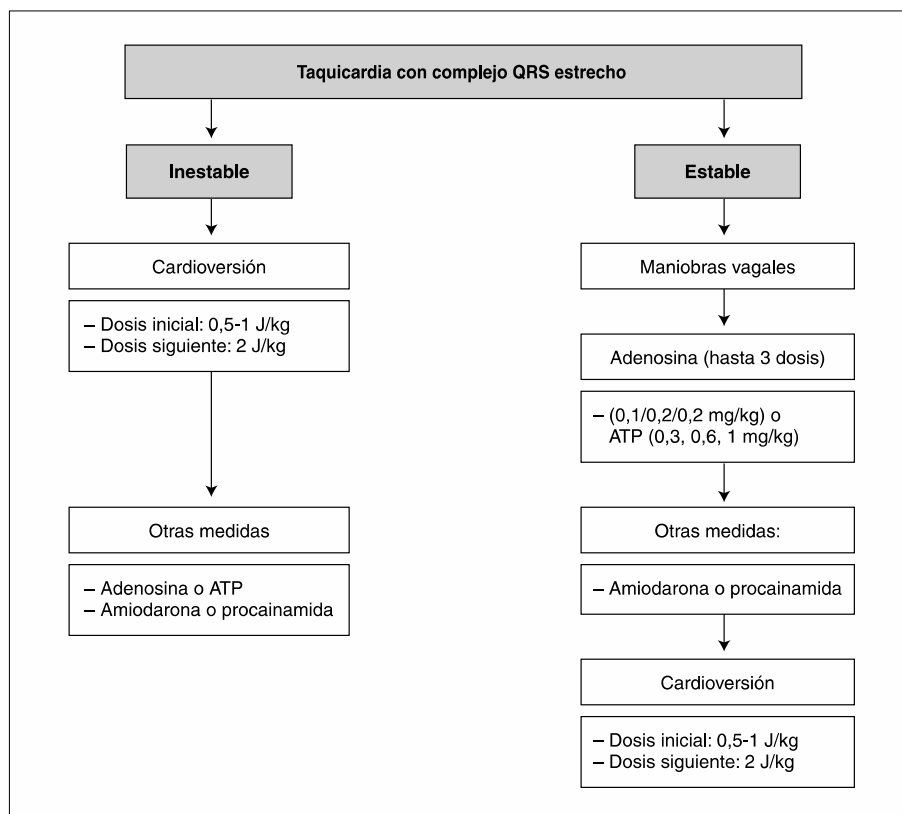 Taquicardia con complejo QRS estrecho
Inestable
Cardioversión
– Dosis inicial: 0,5-1 J/kg
– Dosis siguiente: 2 J/kg
Otras medidas
– Adenosina o ATP
– Amiodarona o procainamida
Estable
Maniobras vagales
Adenosina (hasta 3 dosis)
– (0,1/0,2/0,2 mg/kg) o
ATP (0,3, 0,6, 1 mg/kg)
Otras medidas:
– Amiodarona o procainamida
Cardioversión
– Dosis inicial: 0,5-1 J/kg
– Dosis siguiente: 2 J/kg